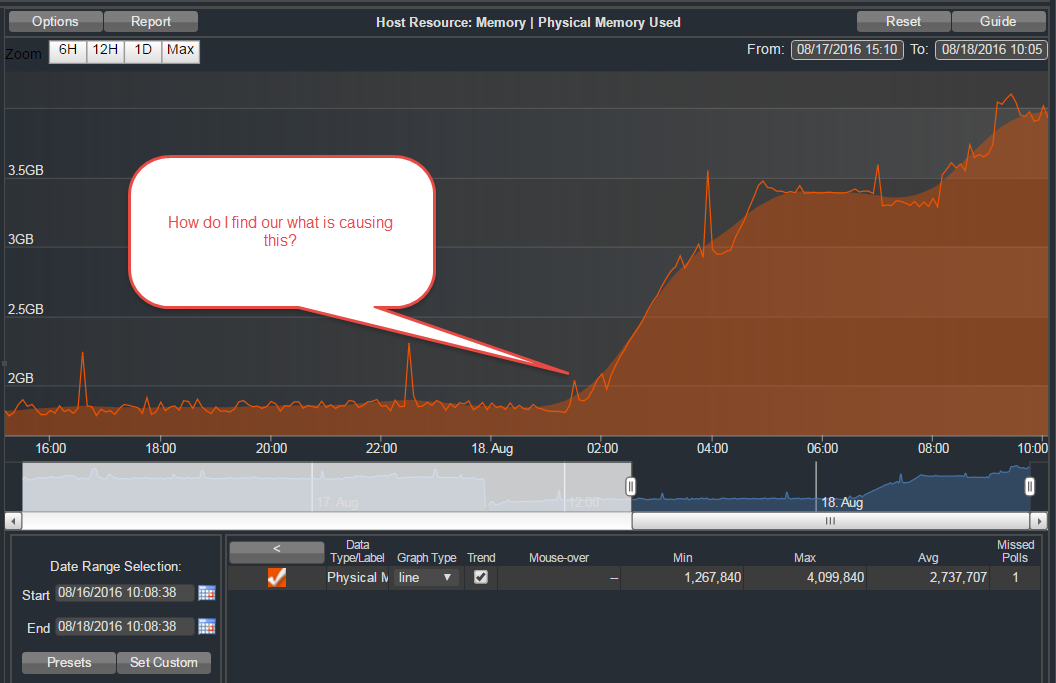 Options Report Host Resource: Memory | Physical Memory Used Reset Guide
Zoom 6H 12H 1D Max From: 08/17/2016 15:10 To: 08/18/2016 10:05
3.5GB
How do I find our what is causing
this?
3GB
2.5GB
2GB
16:00 18:00 20:00 22:00 18. Aug 02:00 04:00 06:00 08:00 10:00
17. Aug 12:00 18. Aug
Date Range Selection:
Start 08/16/2016 10:08:38
End 08/18/2016 10:08:38
Presets Set Custom
< Data Type/Label Graph Type Trend Mouse-over Min Max Avg Missed Polls
Physical M line -- 1,267,840 4,099,840 2,737,707 1